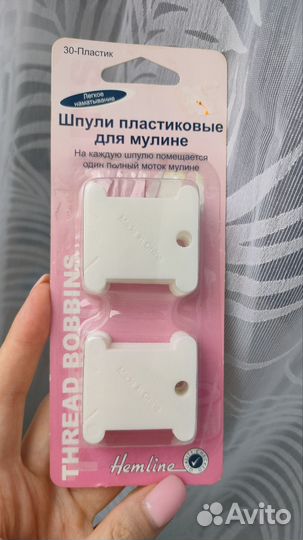 30-Пластик
Легкое
наматывание
Шпули пластиковые
для мулине
На каждую шпулю помещается
один полный моток мулине
THREAD BOBBINS
Hemline
Avito